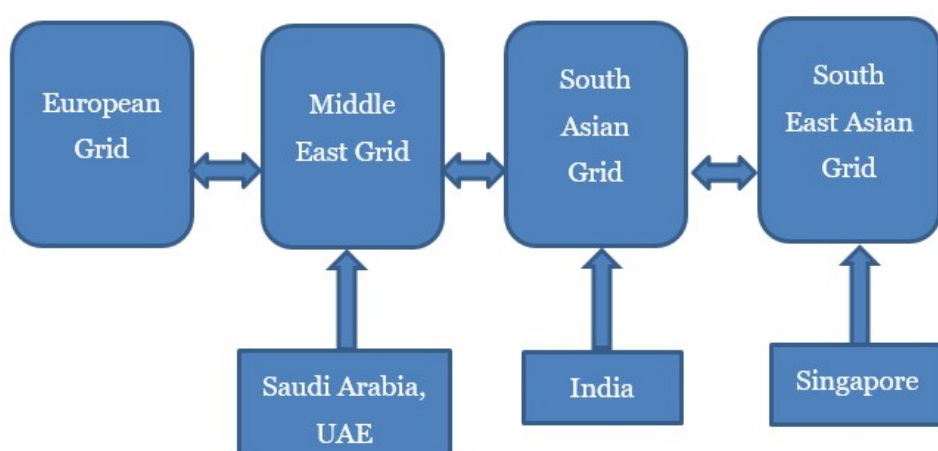 European
Grid
Middle
East Grid
South
Asian
Grid
South
East Asian
Grid
Saudi Arabia,
UAE
India
Singapore